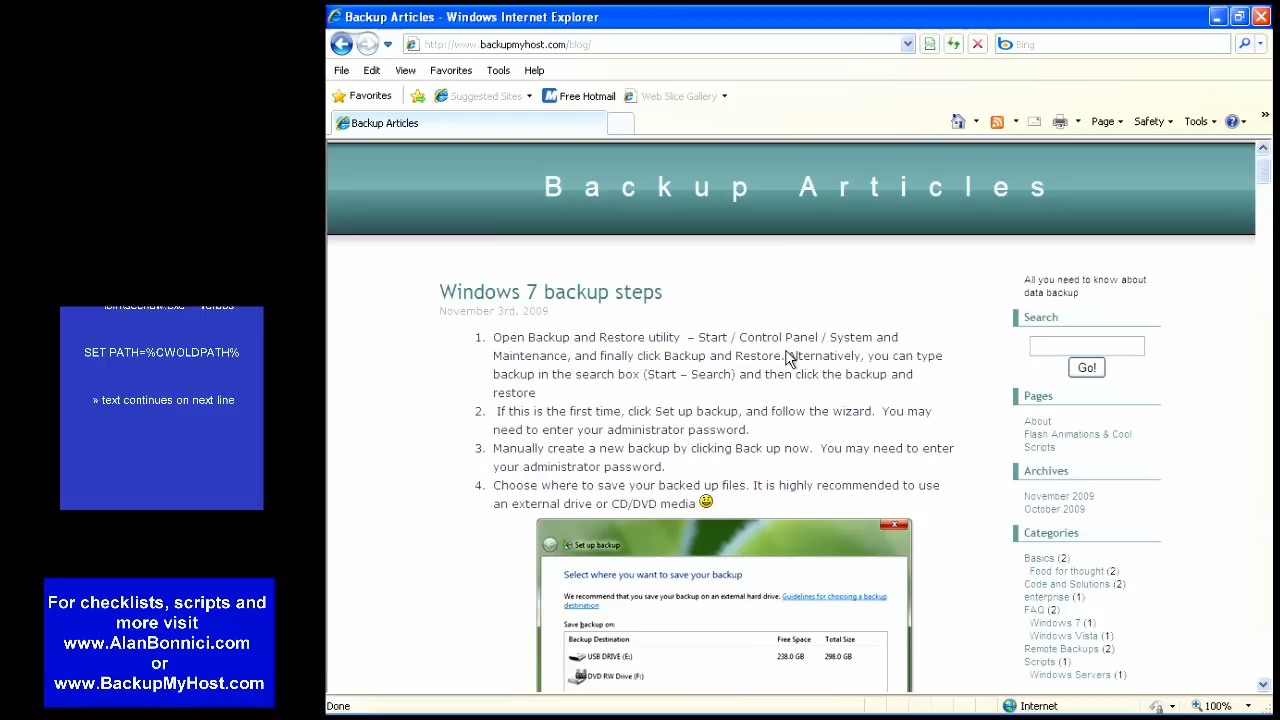 Backup Articles - Windows Internet Explorer
http://www.backupmyhost.com/blog/
Bing
File Edit View Favorites Tools Help
Favorites Suggested Sites Free Hotmail Web Slice Gallery
Backup Articles
Page Safety Tools
Backup Articles
Windows 7 backup steps
November 3rd, 2009
1. Open Backup and Restore utility – Start / Control Panel / System and
Maintenance, and finally click Backup and Restore. Alternatively, you can type
backup in the search box (Start – Search) and then click the backup and
restore
2. If this is the first time, click Set up backup, and follow the wizard. You may
need to enter your administrator password.
3. Manually create a new backup by clicking Back up now. You may need to enter
your administrator password.
4. Choose where to save your backed up files. It is highly recommended to use
an external drive or CD/DVD media
Set up backup
Select where you want to save your backup
We recommend that you save your backup on an external hard drive. Guidelines for choosing a backup
destination
Save backup on:
Backup Destination Free Space Total Size
USB DRIVE (E:) 238.0 GB 298.0 GB
DVD RW Drive (F:)
All you need to know about
data backup
Search
Go!
Pages
About
Flash Animations & Cool
Scripts
Archives
November 2009
October 2009
Categories
Basics (2)
Food for thought (2)
Code and Solutions (2)
enterprise (1)
FAQ (2)
Windows 7 (1)
Windows Vista (1)
Remote Backups (2)
Scripts (1)
Windows Servers (1)
SET PATH=%CWOLDPATH%
» text continues on next line
For checklists, scripts and
more visit
www.AlanBonnici.com
or
www.BackupMyHost.com
Done
Internet
100%